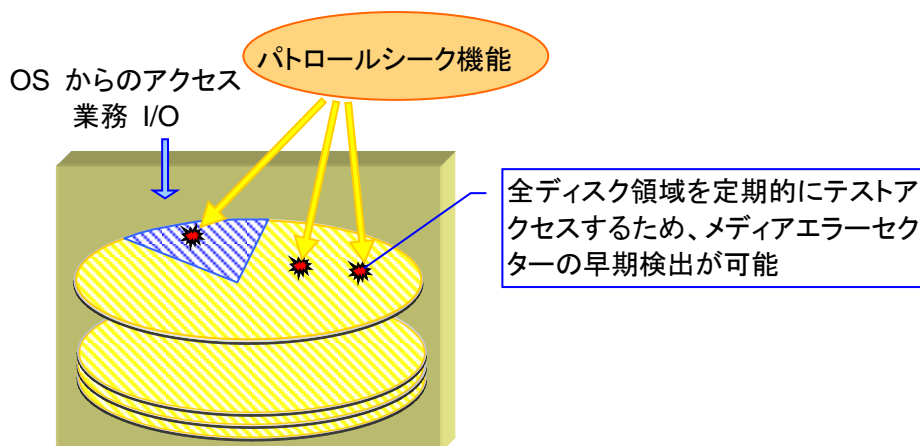 パトロールシーク機能
OS からのアクセス
業務 I/O
全ディスク領域を定期的にテストア
クセスするため、メディアエラーセク
ターの早期検出が可能